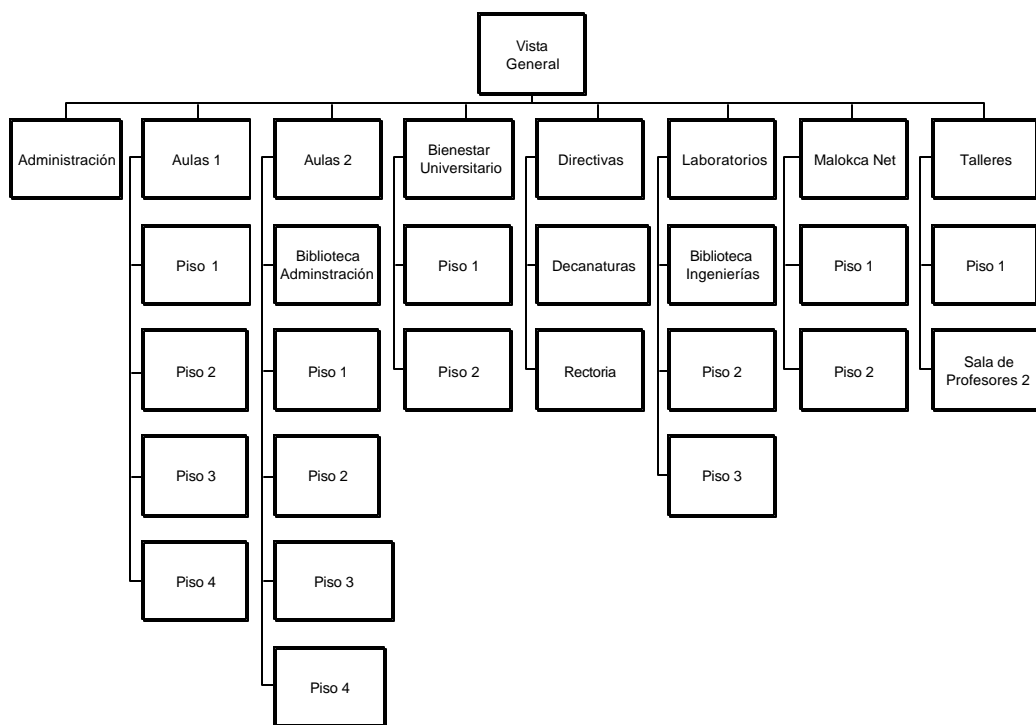 Vista
General
Administración
Aulas 1
Aulas 2
Bienestar
Universitario
Directivas
Laboratorios
Malokca Net
Talleres
Piso 1
Biblioteca
Adminstración
Piso 1
Decanaturas
Biblioteca
Ingenierías
Piso 1
Piso 1
Piso 2
Piso 1
Piso 2
Rectoria
Piso 2
Piso 2
Sala de
Profesores 2
Piso 3
Piso 2
Piso 3
Piso 4
Piso 3
Piso 4